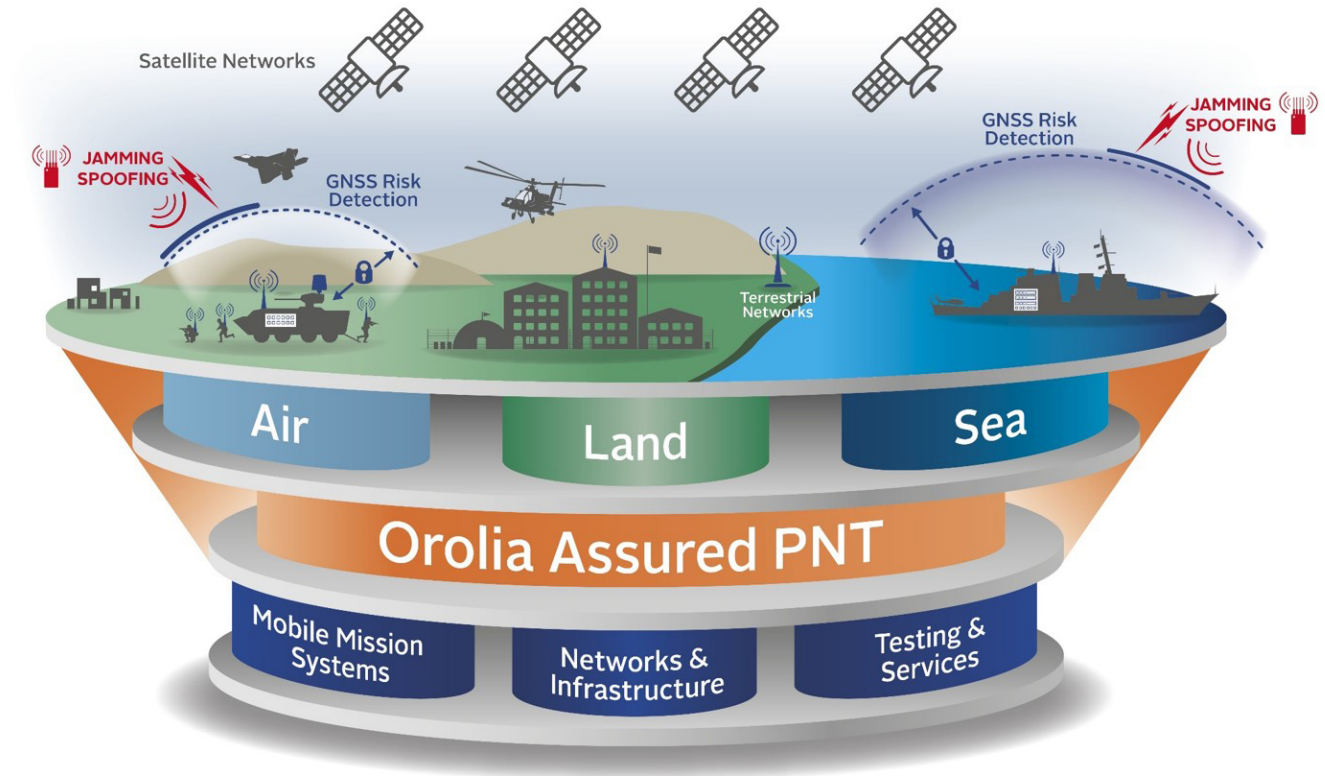 Satellite Networks
JAMMING
SPOOFING
GNSS Risk
Detection
GNSS Risk
Detection
JAMMING
SPOOFING
Terrestrial
Networks
Air
Land
Sea
Orolia Assured PNT
Mobile Mission
Systems
Networks &
Infrastructure
Testing &
Services